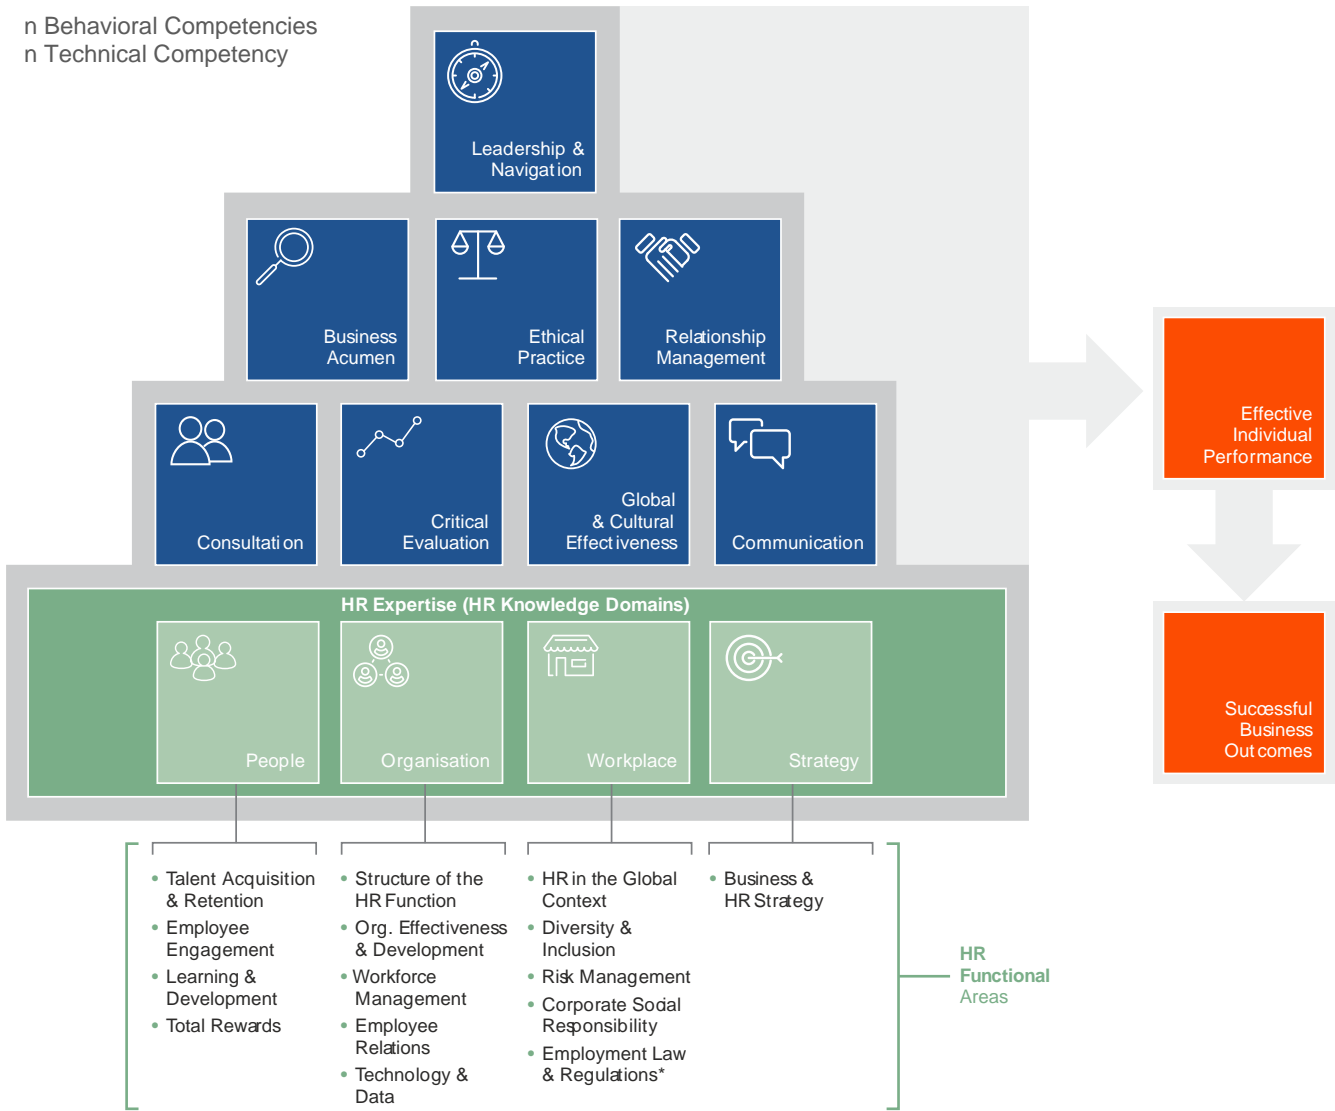 n Behavioral Competencies
n Technical Competency
Leadership &
Navigation
Business
Acumen
Ethical
Practice
Relationship
Management
Consultation
Critical
Evaluation
Global
& Cultural
Effectiveness
Communication
Effective
Individual
Performance
HR Expertise (HR Knowledge Domains)
People
Organisation
Workplace
Strategy
Successful
Business
Outcomes
• Talent Acquisition
& Retention
• Employee
Engagement
• Learning &
Development
• Total Rewards
• Structure of the
HR Function
• Org. Effectiveness
& Development
• Workforce
Management
• Employee
Relations
• Technology &
Data
• HR in the Global
Context
• Diversity &
Inclusion
• Risk Management
• Corporate Social
Responsibility
• Employment Law
& Regulations*
• Business &
HR Strategy
HR
Functional
Areas